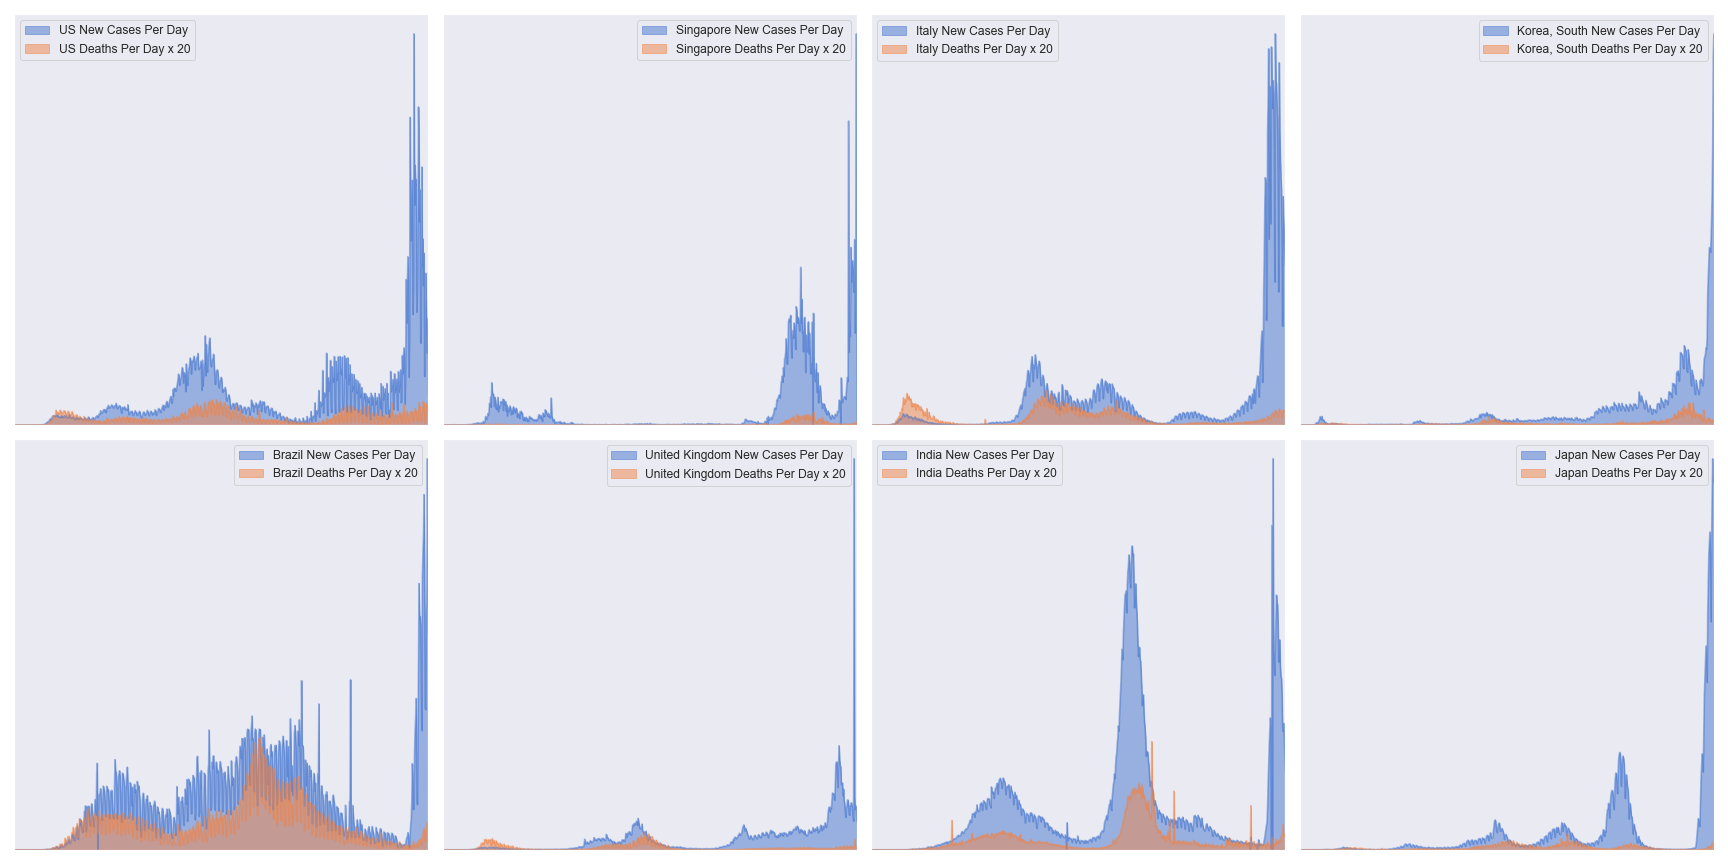 US New Cases Per Day
US Deaths Per Day x 20
Singapore New Cases Per Day
Singapore Deaths Per Day x 20
Italy New Cases Per Day
Italy Deaths Per Day x 20
Korea, South New Cases Per Day
Korea, South Deaths Per Day x 20
Brazil New Cases Per Day
Brazil Deaths Per Day x 20
United Kingdom New Cases Per Day
United Kingdom Deaths Per Day x 20
India New Cases Per Day
India Deaths Per Day x 20
Japan New Cases Per Day
Japan Deaths Per Day x 20